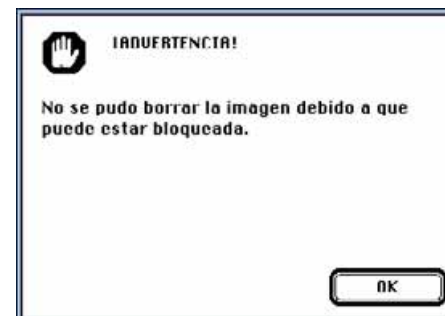 ¡ADVERTENCIA!
No se pudo borrar la imagen debido a que
puede estar bloqueada.
OK